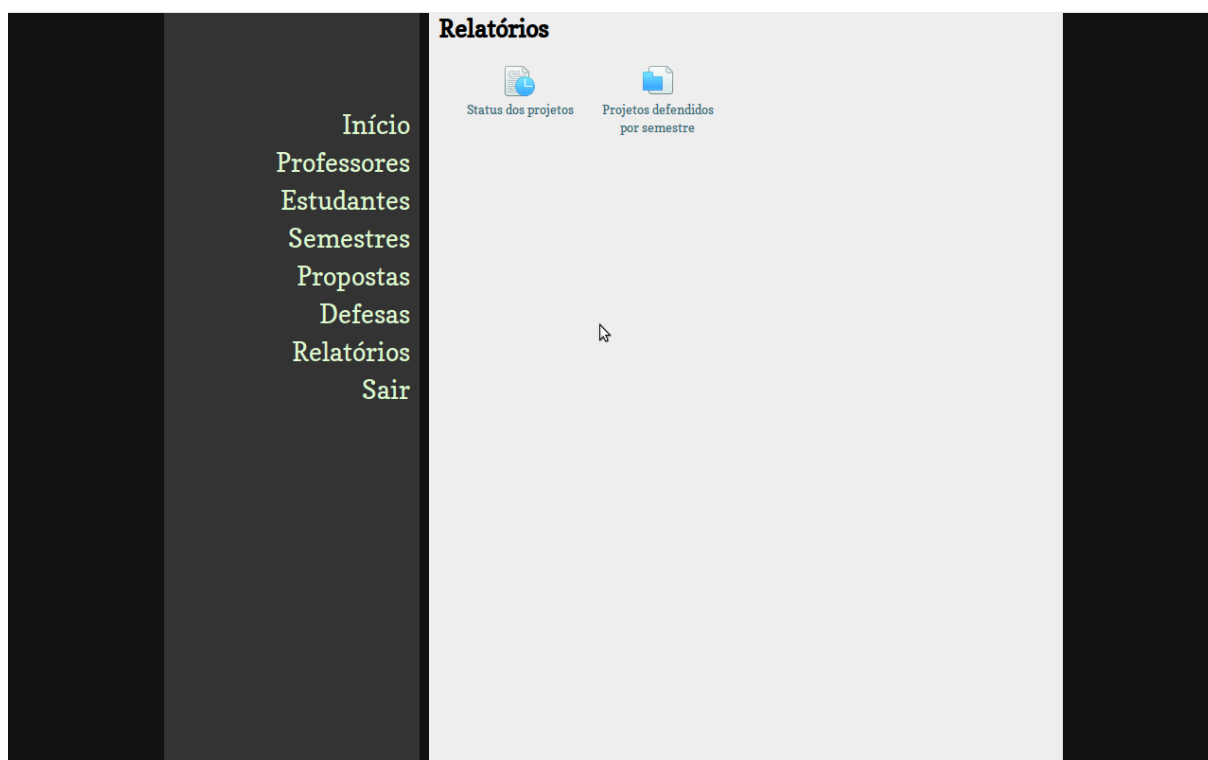 Início
Professores
Estudantes
Semestres
Propostas
Defesas
Relatórios
Sair
Relatórios
Status dos projetos
Projetos defendidos
por semestre